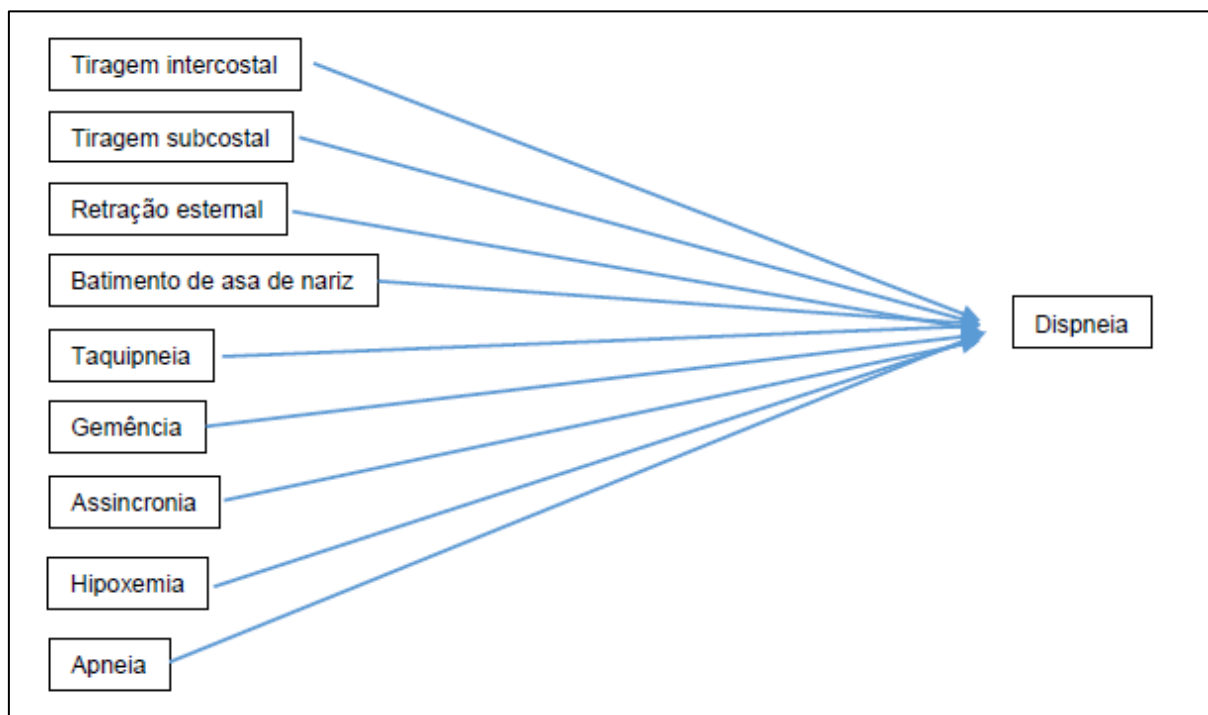 Tiragem intercostal
Tiragem subcostal
Retração esternal
Batimento de asa de nariz
Dispneia
Taquipneia
Gemência
Assincronia
Hipoxemia
Apneia